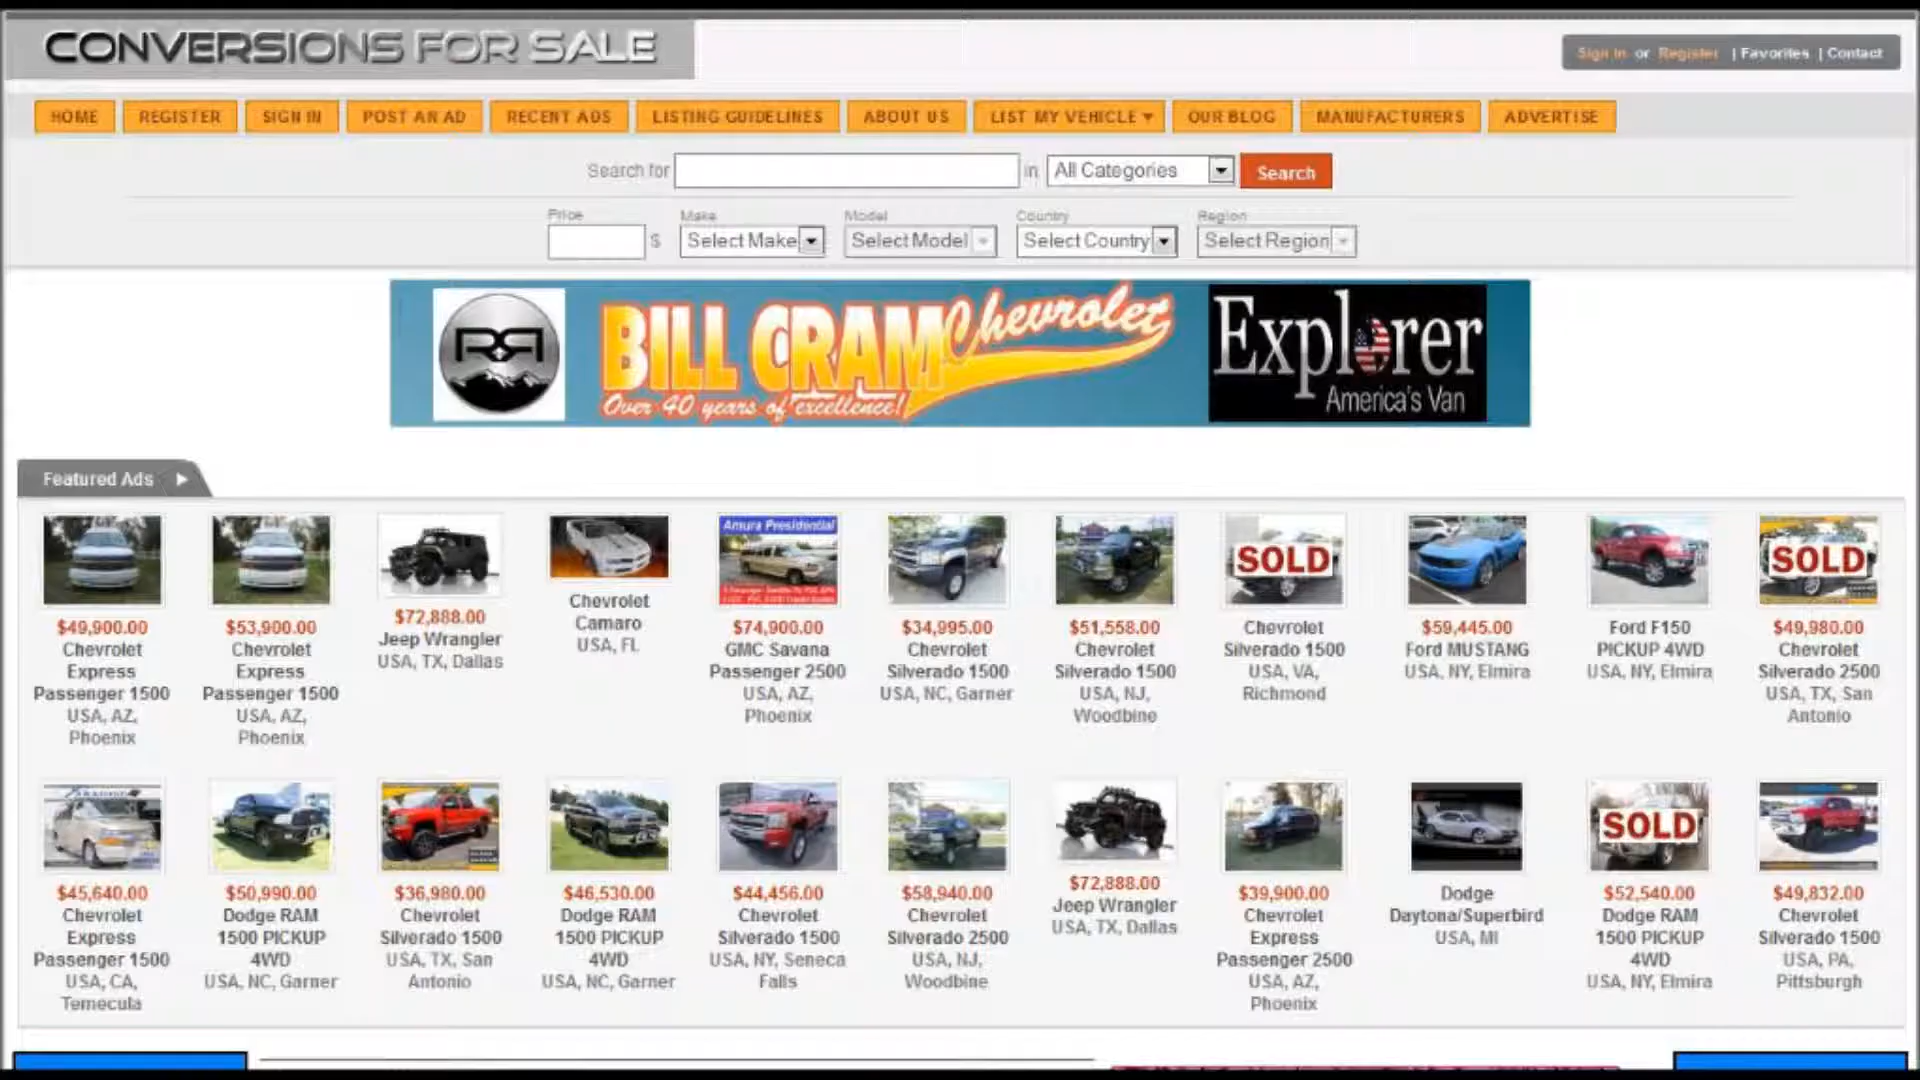 CONVERSIONS FOR SALE
Sign In or Register | Favorites | Contact
HOME REGISTER SIGN IN POST AN AD RECENT ADS LISTING GUIDELINES ABOUT US LIST MY VEHICLE OUR BLOG MANUFACTURERS ADVERTISE
Search for in All Categories Search
Price Make Model Country Region
$ Select Make Select Model Select Country Select Region
BILL CRAM Chevrolet
Over 40 years of excellence!
Explorer
America's Van
Featured Ads
Amura Presidential
SOLD
SOLD
$49,900.00
Chevrolet
Express
Passenger 1500
USA, AZ,
Phoenix
$53,900.00
Chevrolet
Express
Passenger 1500
USA, AZ,
Phoenix
$72,888.00
Jeep Wrangler
USA, TX, Dallas
Chevrolet
Camaro
USA, FL
$74,900.00
GMC Savana
Passenger 2500
USA, AZ,
Phoenix
$34,995.00
Chevrolet
Silverado 1500
USA, NC, Garner
$51,558.00
Chevrolet
Silverado 1500
USA, NJ,
Woodbine
Chevrolet
Silverado 1500
USA, VA,
Richmond
$59,445.00
Ford MUSTANG
USA, NY, Elmira
Ford F150
PICKUP 4WD
USA, NY, Elmira
$49,980.00
Chevrolet
Silverado 2500
USA, TX, San
Antonio
SOLD
$45,640.00
Chevrolet
Express
Passenger 1500
USA, CA,
Temecula
$50,990.00
Dodge RAM
1500 PICKUP
4WD
USA, NC, Garner
$36,980.00
Chevrolet
Silverado 1500
USA, TX, San
Antonio
$46,530.00
Dodge RAM
1500 PICKUP
4WD
USA, NC, Garner
$44,456.00
Chevrolet
Silverado 1500
USA, NY, Seneca
Falls
$58,940.00
Chevrolet
Silverado 2500
USA, NJ,
Woodbine
$72,888.00
Jeep Wrangler
USA, TX, Dallas
$39,900.00
Chevrolet
Express
Passenger 2500
USA, AZ,
Phoenix
Dodge
Daytona/Superbird
USA, MI
$52,540.00
Dodge RAM
1500 PICKUP
4WD
USA, NY, Elmira
$49,832.00
Chevrolet
Silverado 1500
USA, PA,
Pittsburgh